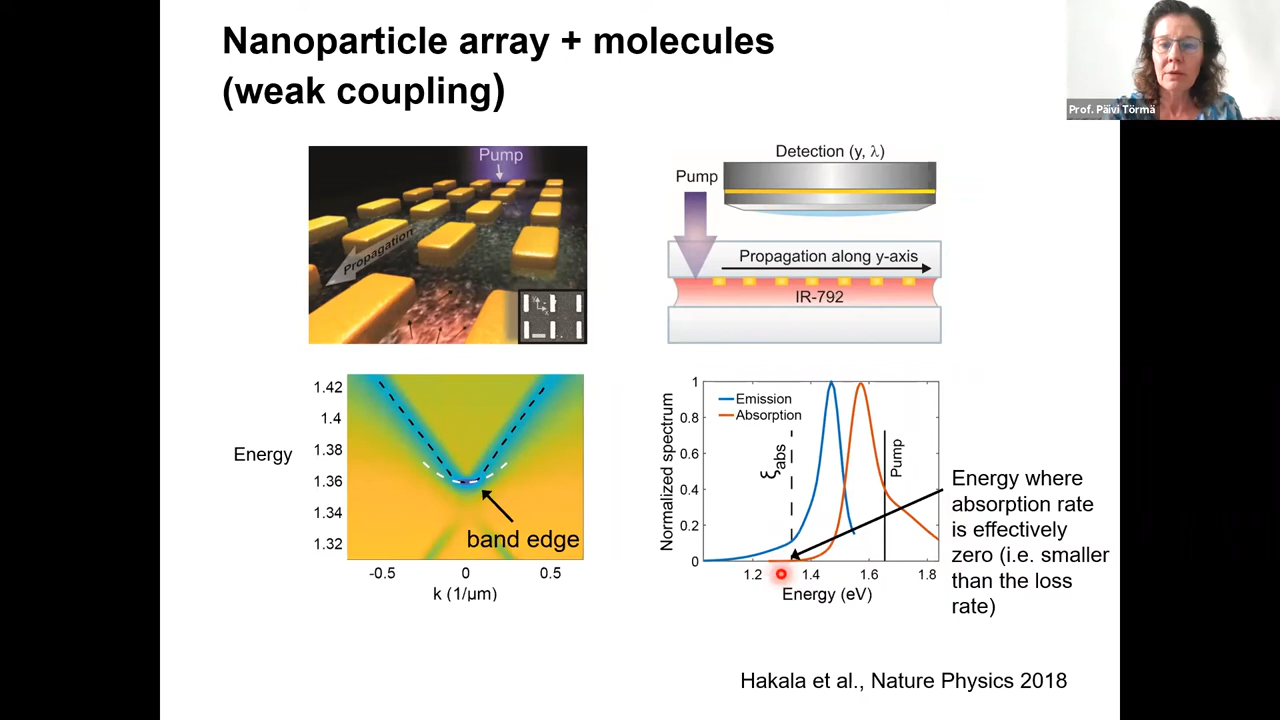 Nanoparticle array + molecules
(weak coupling)
Prof. Päivi Törmä
Pump
Propagation
Detection (y, λ)
Pump
Propagation along y-axis
IR-792
Energy
1.42
1.4
1.38
1.36
1.34
1.32
band edge
-0.5 0 0.5
k (1/μm)
Normalized spectrum
1
0.8
0.6
0.4
0.2
0
Emission
Absorption
ξabs
Pump
1.2 1.4 1.6 1.8
Energy (eV)
Energy where
absorption rate
is effectively
zero (i.e. smaller
than the loss
rate)
Hakala et al., Nature Physics 2018